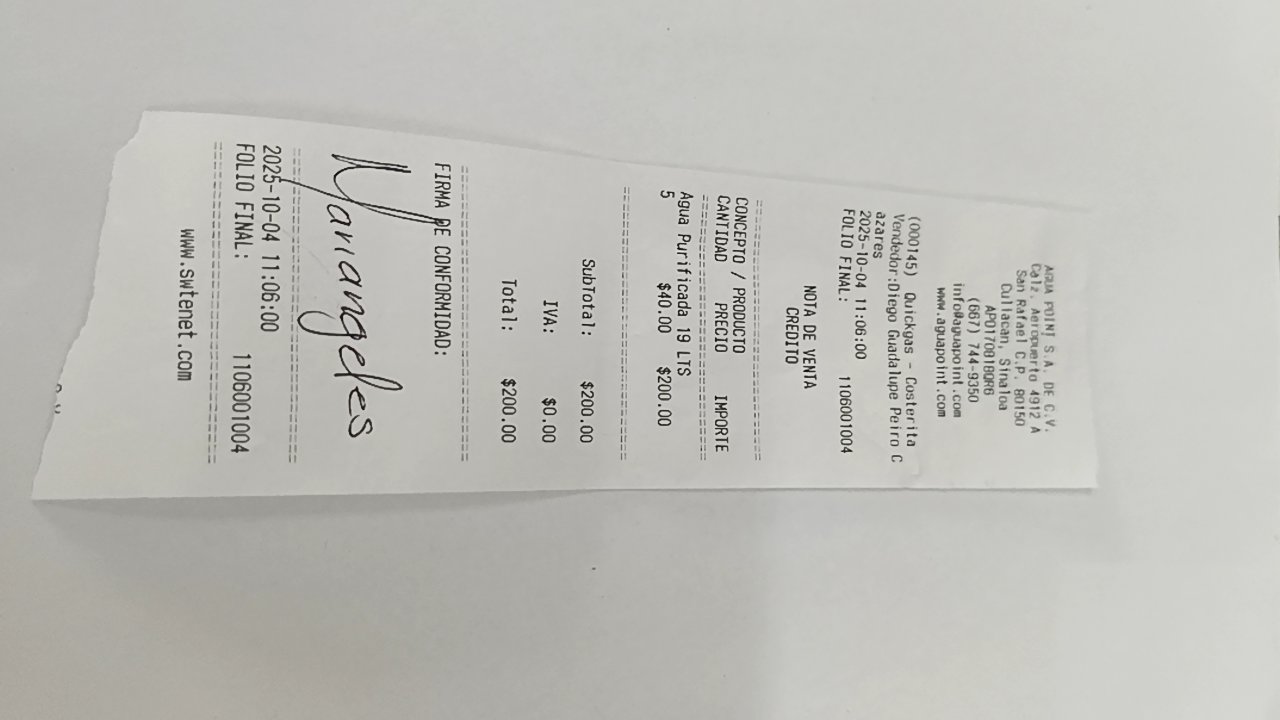 AGUA POINT S.A. DE C.V.
Calz. Aeropuerto 4912 A
San Rafael C.P. 80150
Culiacan, Sinaloa
APO170818QR6
(667) 744-9350
info@aguapoint.com
www.aguapoint.com
(000145) Quickgas - Costerita
Vendedor:Diego Guadalupe Peiro C
azares
2025-10-04 11:06:00 1106001004
FOLIO FINAL:
NOTA DE VENTA
CREDITO
CONCEPTO / PRODUCTO
CANTIDAD PRECIO IMPORTE
Agua Purificada 19 LTS
5 $40.00 $200.00
SubTotal: $200.00
IVA: $0.00
Total: $200.00
FIRMA DE CONFORMIDAD:
Mariangeles
2025-10-04 11:06:00
FOLIO FINAL: 1106001004
www.swtenet.com